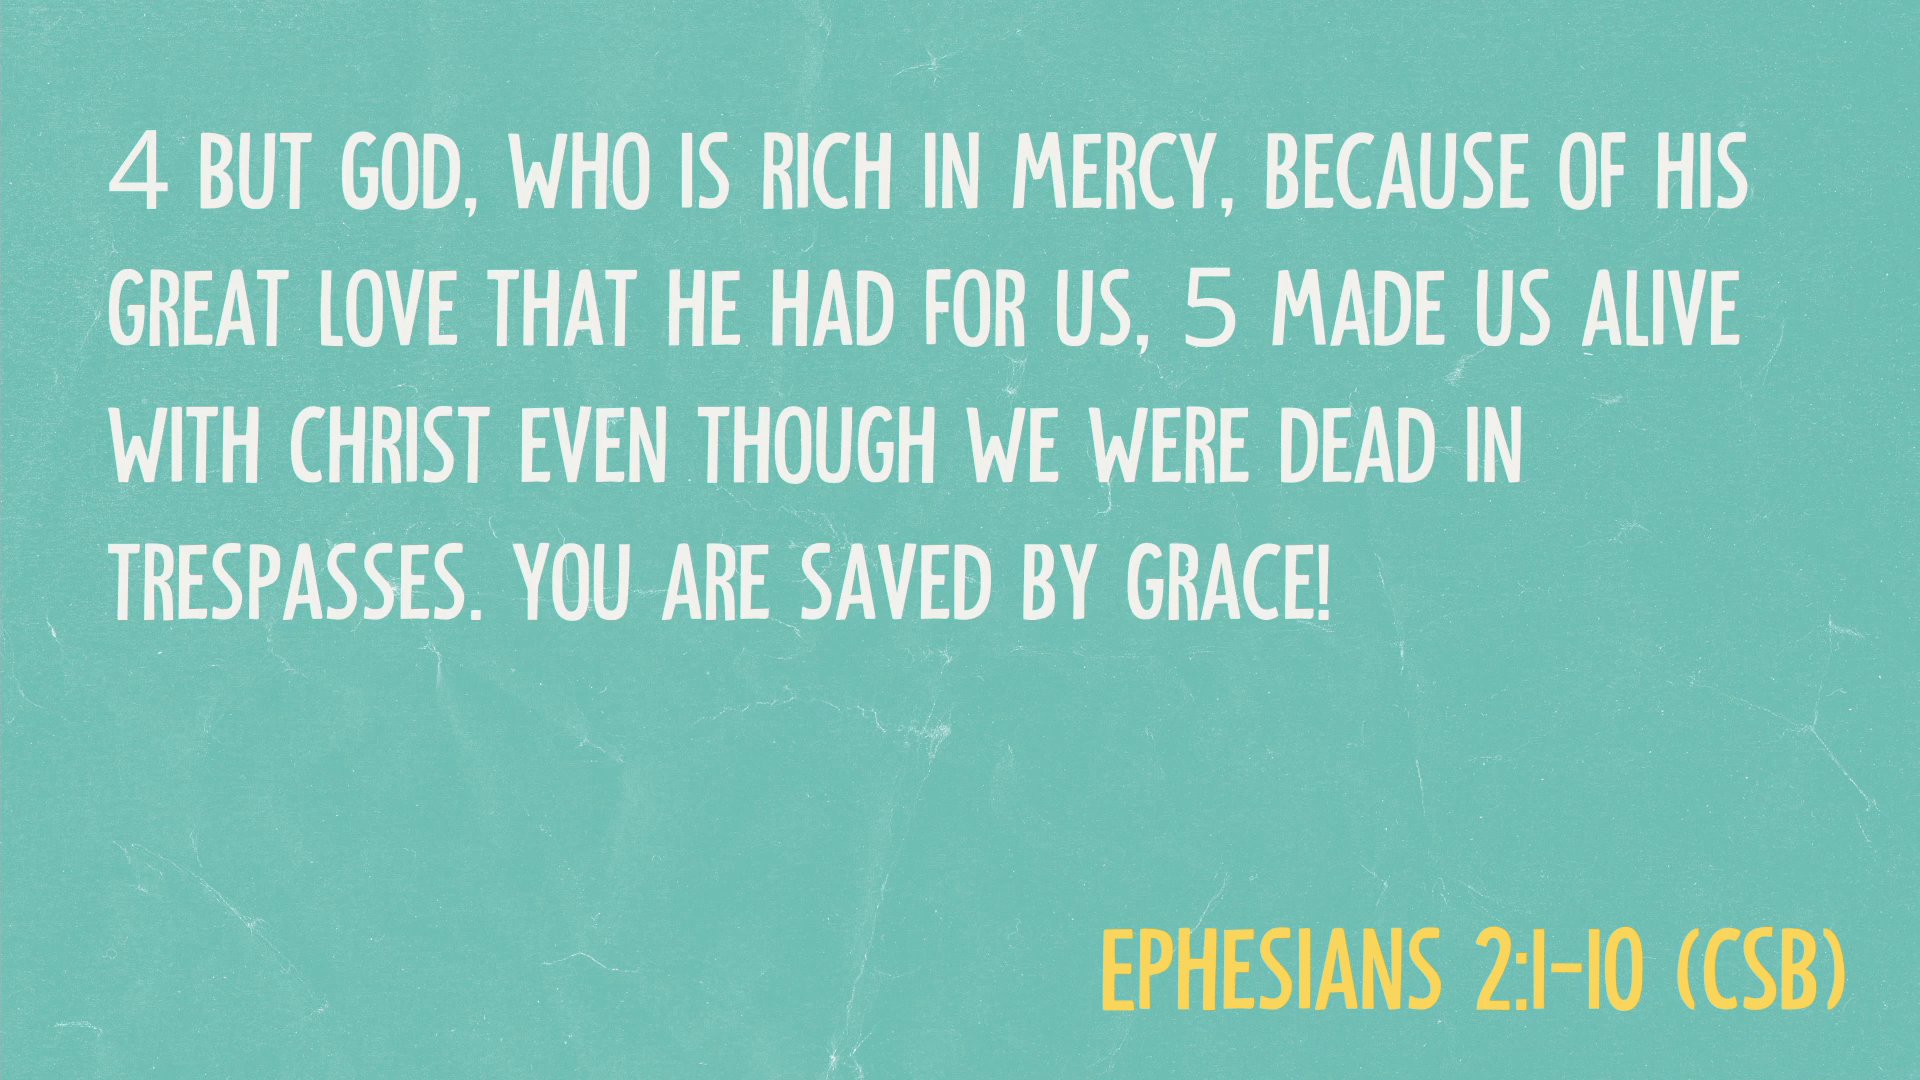 4 BUT GOD, WHO IS RICH IN MERCY, BECAUSE OF HIS
GREAT LOVE THAT HE HAD FOR US, 5 MADE US ALIVE
WITH CHRIST EVEN THOUGH WE WERE DEAD IN
TRESPASSES. YOU ARE SAVED BY GRACE!
EPHESIANS 2:1-10 (CSB)